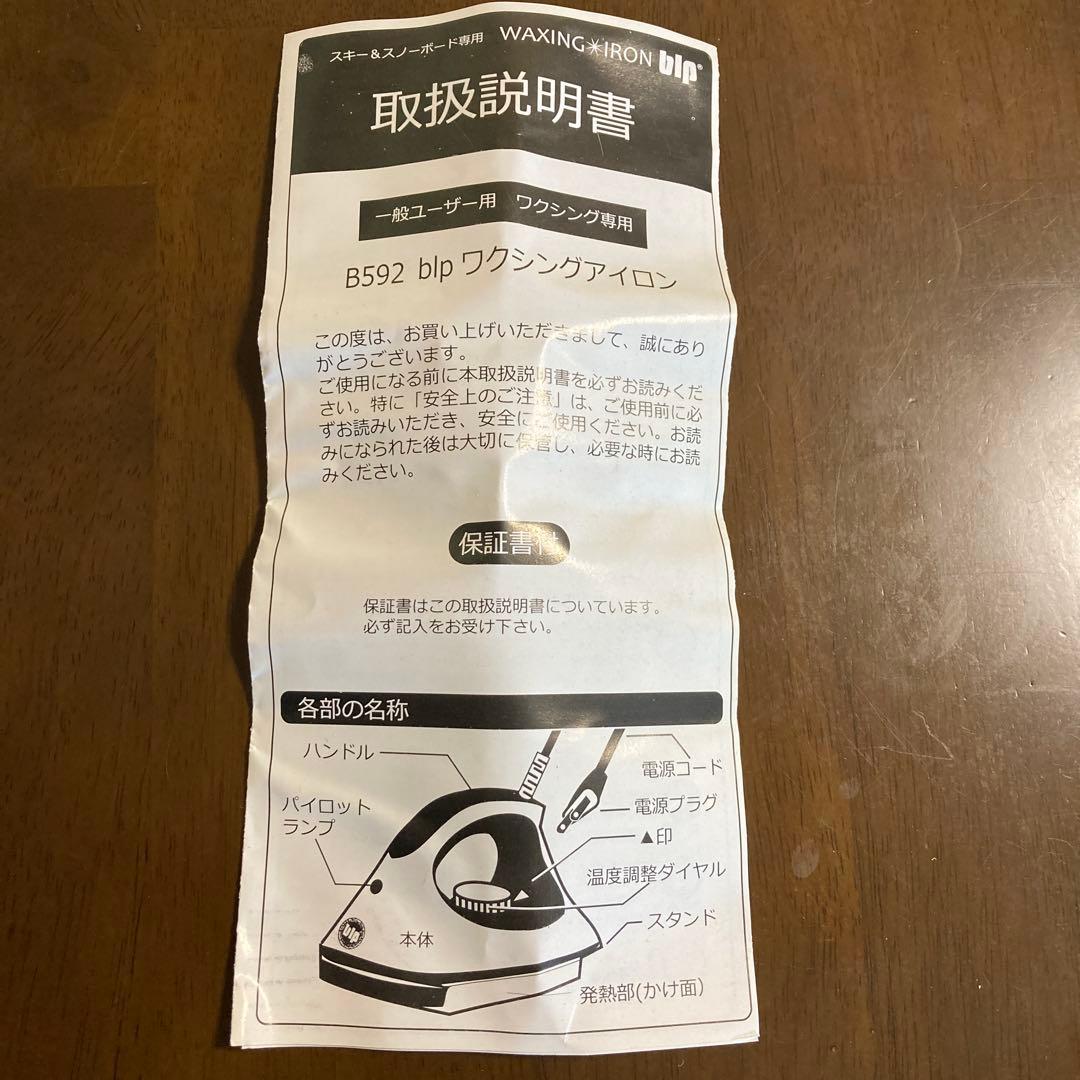 スキー&スノーボード専用 WAXING✳IRON blp®
取扱説明書
一般ユーザー用 ワクシング専用
B592 blp ワクシングアイロン
この度は、お買い上げいただきまして、誠にあり
がとうございます。
ご使用になる前に本取扱説明書を必ずお読みくだ
さい。特に「安全上のご注意」は、ご使用前に必
ずお読みいただき、安全にご使用ください。お読
みになられた後は大切に保管し、必要な時にお読
みください。
保証書付
保証書はこの取扱説明書についています。
必ず記入をお受け下さい。
各部の名称
ハンドル
電源コード
パイロット
ランプ
電源プラグ
▲印
温度調整ダイヤル
スタンド
blp
本体
発熱部(かけ面)